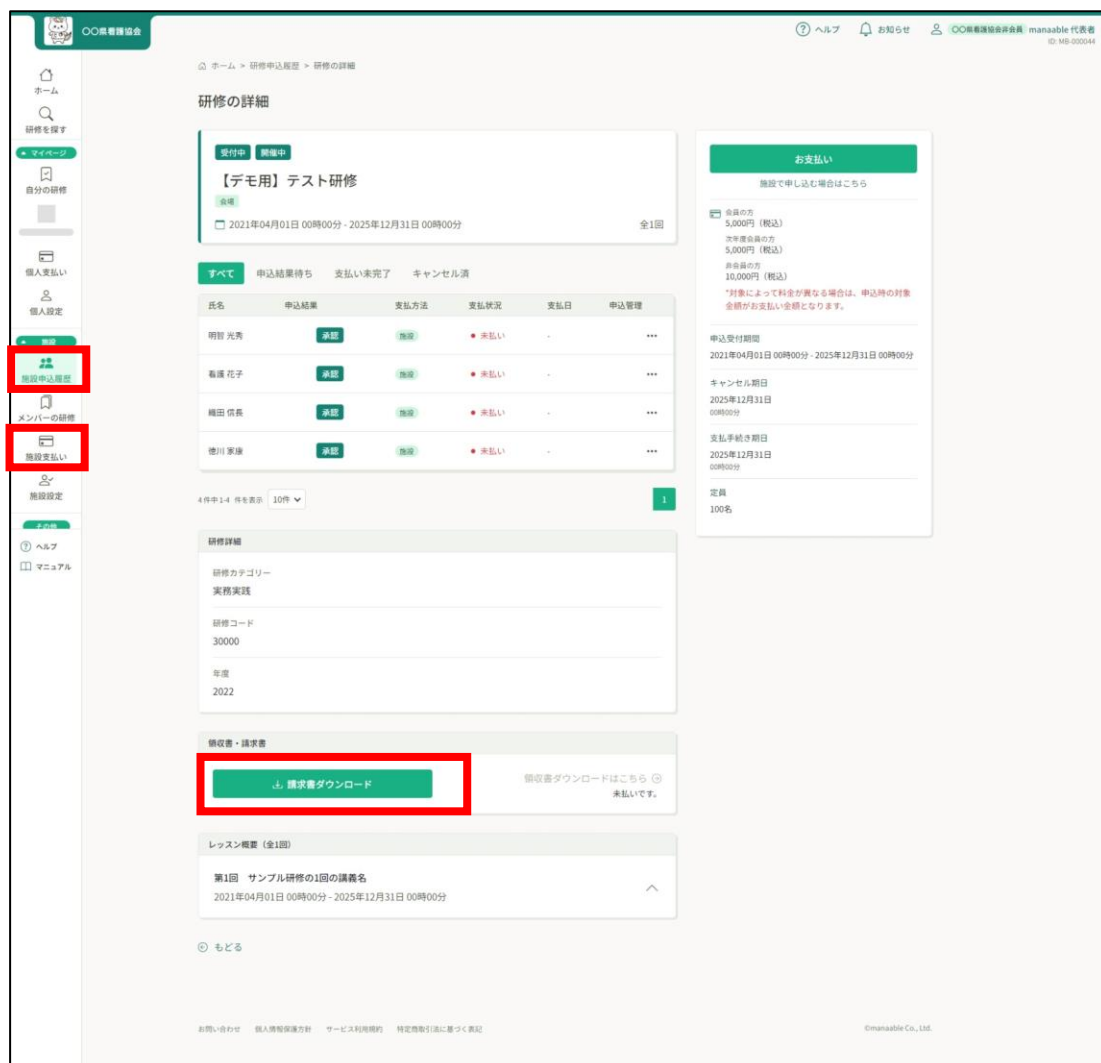 〇〇県看護協会
ヘルプ
お知らせ
〇〇県看護協会非会員 manaable 代表者
ID: MB-000044
ホーム
研修を探す
マイページ
自分の研修
個人支払い
個人設定
施設
施設申込履歴
メンバーの研修
施設支払い
施設設定
その他
ヘルプ
マニュアル
ホーム > 研修申込履歴 > 研修の詳細
研修の詳細
受付中 開催中
【デモ用】テスト研修
会場
2021年04月01日 00時00分 - 2025年12月31日 00時00分 全1回
すべて 申込結果待ち 支払い未完了 キャンセル済
氏名 申込結果 支払方法 支払状況 支払日 申込管理
明智 光秀 承認 施設 未払い - •••
看護 花子 承認 施設 未払い - •••
織田 信長 承認 施設 未払い - •••
徳川 家康 承認 施設 未払い - •••
4件中1-4 件を表示 10件 1
研修詳細
研修カテゴリー
実務実践
研修コード
30000
年度
2022
領収書・請求書
請求書ダウンロード
領収書ダウンロードはこちら
未払いです。
レッスン概要（全1回）
第1回 サンプル研修の1回の講義名
2021年04月01日 00時00分 - 2025年12月31日 00時00分
もどる
お支払い
施設で申し込む場合はこちら
会員の方
5,000円（税込）
次年度会員の方
5,000円（税込）
非会員の方
10,000円（税込）
*対象によって料金が異なる場合は、申込時の対象
金額がお支払い金額となります。
申込受付期間
2021年04月01日 00時00分 - 2025年12月31日 00時00分
キャンセル期日
2025年12月31日
00時00分
支払手続き期日
2025年12月31日
00時00分
定員
100名
お問い合わせ 個人情報保護方針 サービス利用規約 特定商取引法に基づく表記
©manaable Co., Ltd.